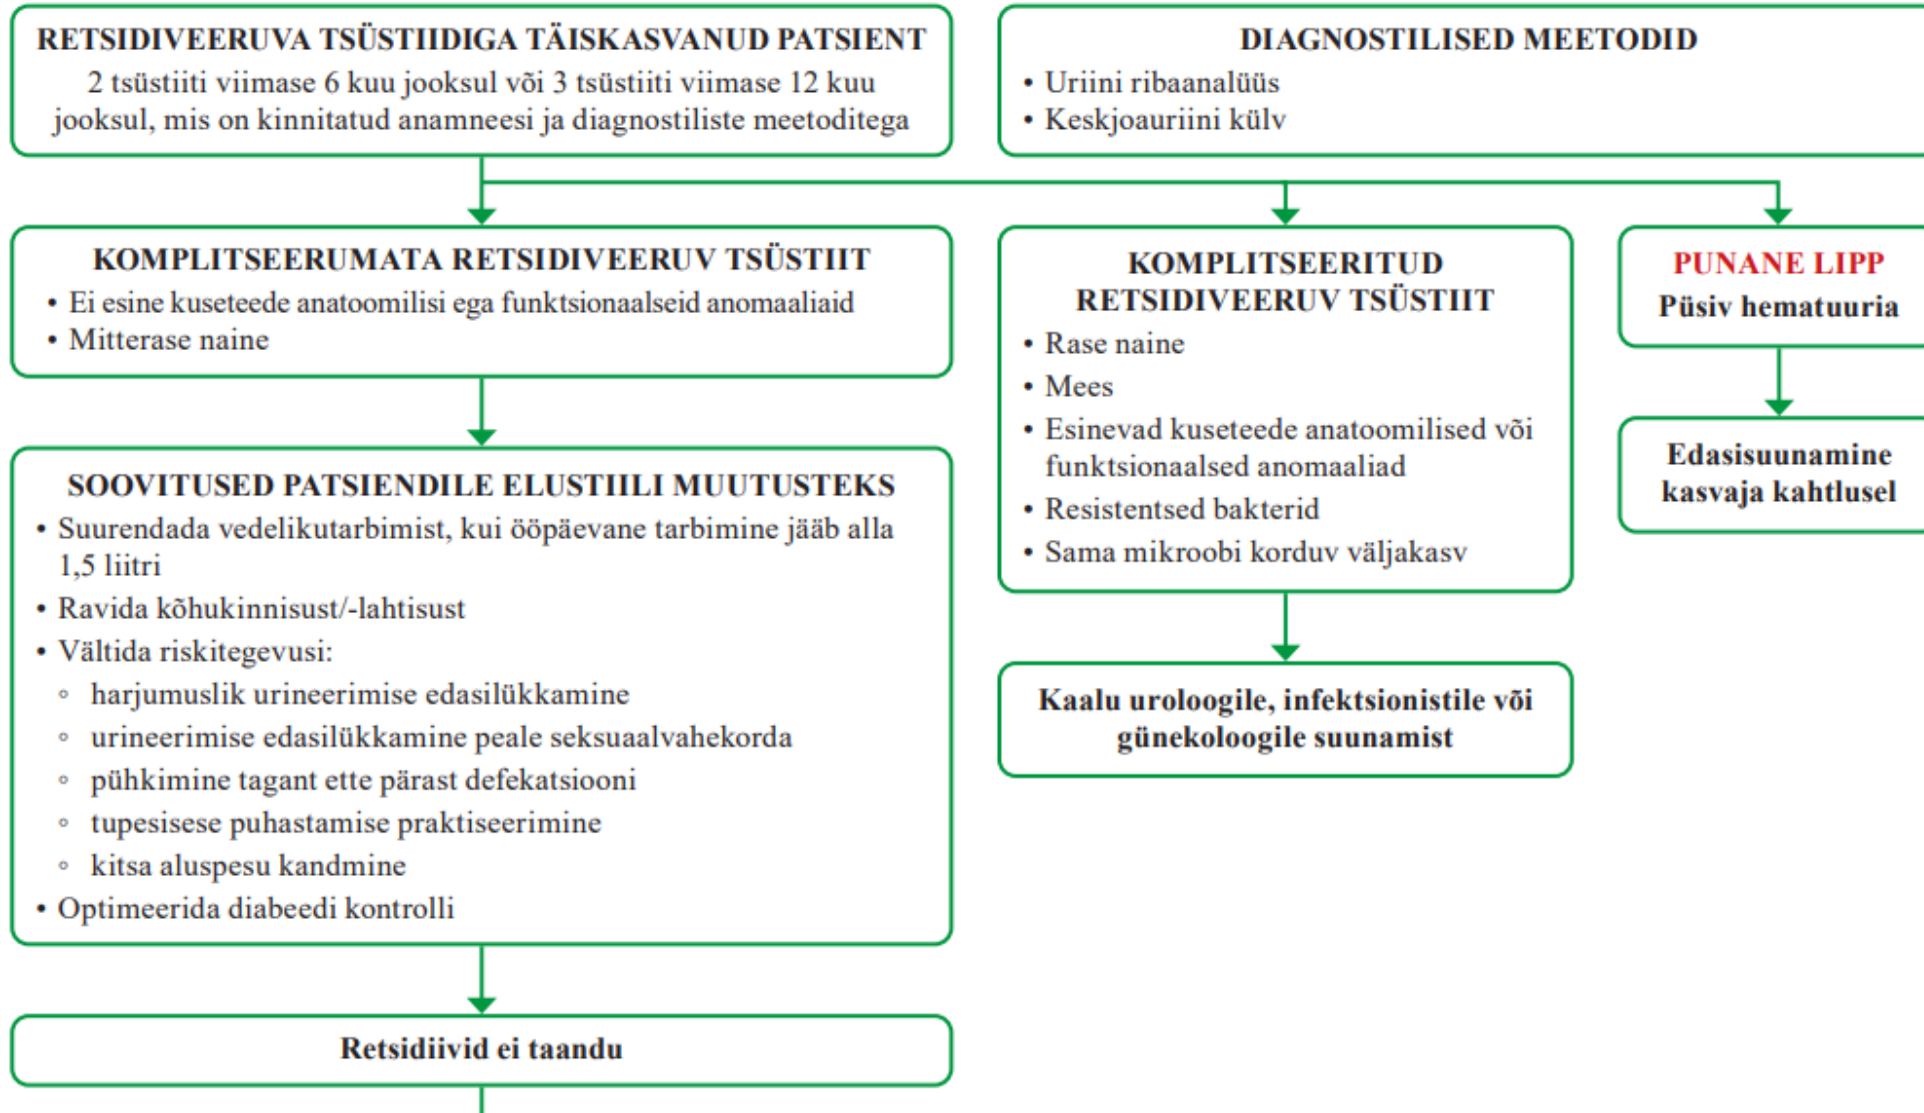 RETSIDIVEERUVA TSÜSTIIDIGA TÄISKASVANUD PATSIENT
2 tsüstiiti viimase 6 kuu jooksul või 3 tsüstiiti viimase 12 kuu
jooksul, mis on kinnitatud anamneesi ja diagnostiliste meetoditega
DIAGNOSTILISED MEETODID
• Uriini ribaanalüüs
• Keskjoauriini külv
KOMPLITSEERUMATA RETSIDIVEERUV TSÜSTIIT
• Ei esine kuseteede anatoomilisi ega funktsionaalseid anomaaliaid
• Mitterase naine
KOMPLITSEERITUD
RETSIDIVEERUV TSÜSTIIT
• Rase naine
• Mees
• Esinevad kuseteede anatoomilised või
funktsionaalsed anomaaliad
• Resistentsed bakterid
• Sama mikroobi korduv väljakasv
PUNANE LIPP
Püsiv hematuuria
Edasisuunamine
kasvaja kahtlusel
SOOVITUSED PATSIENDILE ELUSTIILI MUUTUSTEKS
• Suurendada vedelikutarbimist, kui ööpäevane tarbimine jääb alla
1,5 liitri
• Ravida kõhukinnisust/-lahtisust
• Vältida riskitegevusi:
◦ harjumuslik urineerimise edasilükkamine
◦ urineerimise edasilükkamine peale seksuaalvahekorda
◦ pühkimine tagant ette pärast defekatsiooni
◦ tupesisese puhastamise praktiseerimine
◦ kitsa aluspesu kandmine
• Optimeerida diabeedi kontrolli
Kaalu uroloogile, infektsionistile või
günekoloogile suunamist
Retsidiivid ei taandu